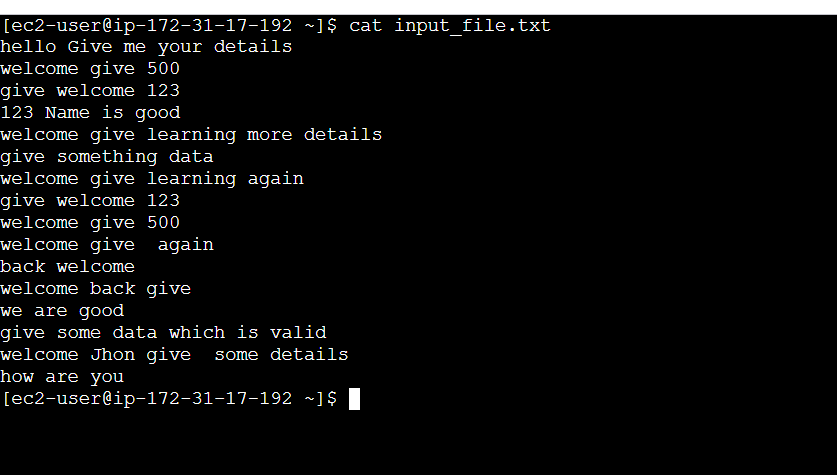 [ec2-user@ip-172-31-17-192 ~]$ cat input_file.txt
hello Give me your details
welcome give 500
give welcome 123
123 Name is good
welcome give learning more details
give something data
welcome give learning again
give welcome 123
welcome give 500
welcome give  again
back welcome
welcome back give
we are good
give some data which is valid
welcome Jhon give  some details
how are you
[ec2-user@ip-172-31-17-192 ~]$